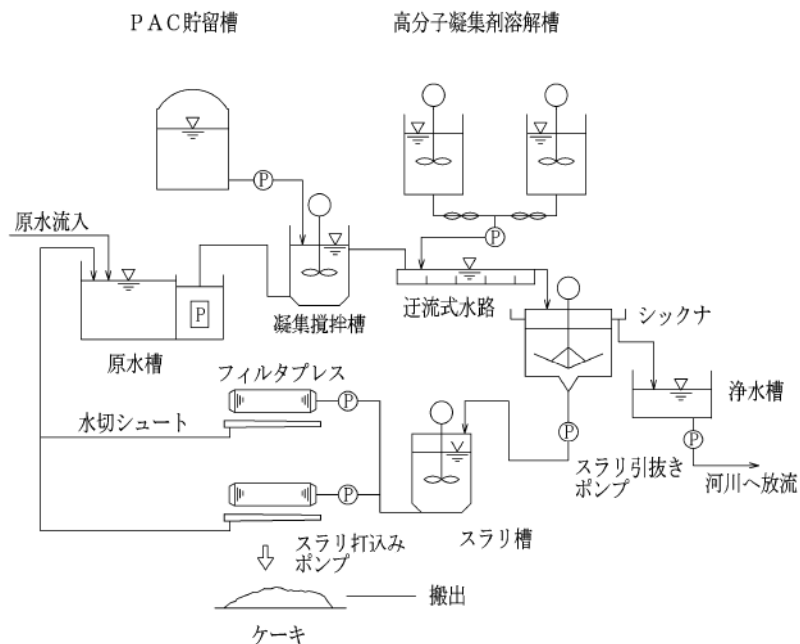 PAC貯留槽
高分子凝集剤溶解槽
P
P
原水流入
P
凝集攪拌槽
迂流式水路
シックナ
原水槽
フィルタプレス
P
浄水槽
水切シュート
P
P
スラリ引抜き
ポンプ
河川へ放流
P
スラリ打込み
ポンプ
スラリ槽
搬出
ケーキ